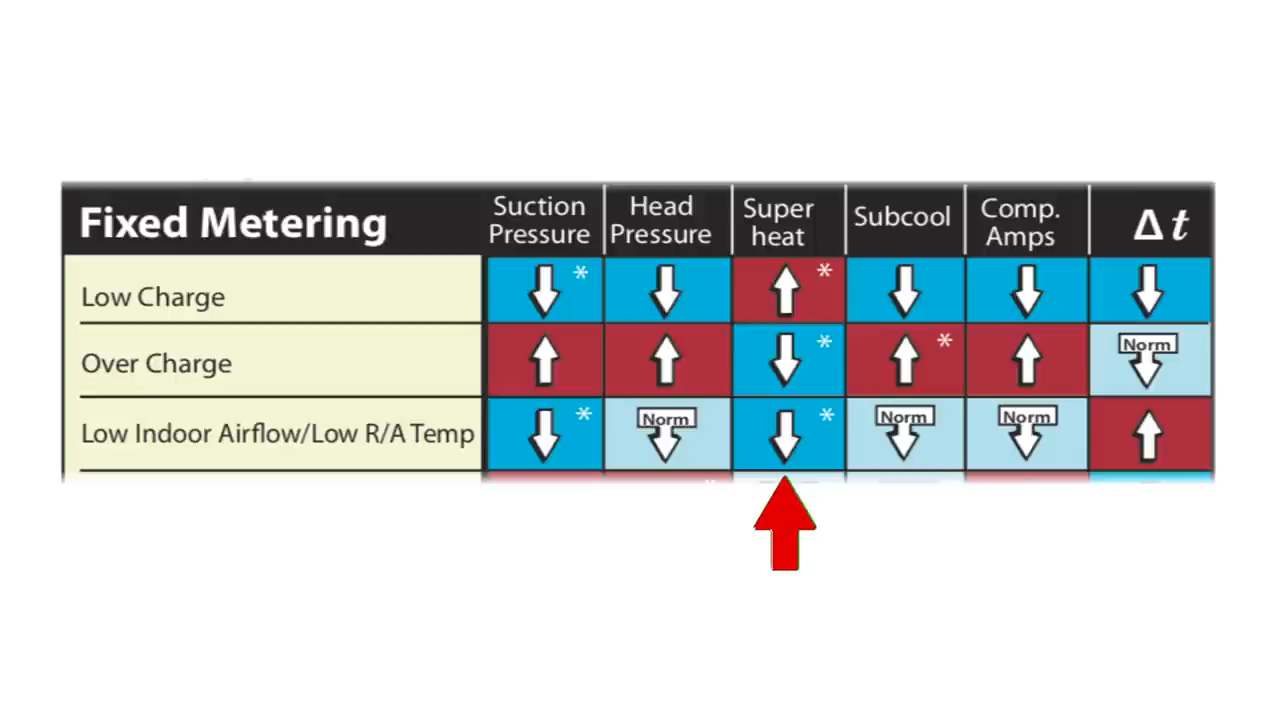 Fixed Metering
Suction
Pressure
Head
Pressure
Super
heat
Subcool
Comp.
Amps
Δ t
Low Charge
*
*
Over Charge
*
*
Norm
Low Indoor Airflow/Low R/A Temp
*
Norm
*
Norm
Norm